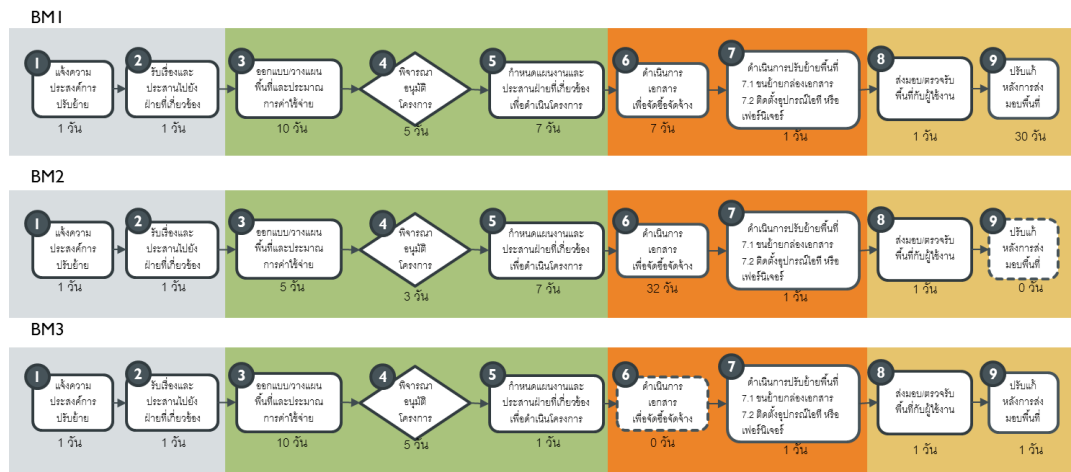 BM1
1
แจ้งความ
ประสงค์การ
ปรับย้าย
1 วัน
2
รับเรื่องและ
ประสานไปยัง
ฝ่ายที่เกี่ยวข้อง
1 วัน
3
ออกแบบ/วางแผน
พื้นที่และประมาณ
การค่าใช้จ่าย
10 วัน
4
พิจารณา
อนุมัติ
โครงการ
5 วัน
5
กำหนดแผนงานและ
ประสานฝ่ายที่เกี่ยวข้อง
เพื่อดำเนินโครงการ
7 วัน
6
ดำเนินการ
เอกสาร
เพื่อจัดซื้อจัดจ้าง
7 วัน
7
ดำเนินการปรับย้ายพื้นที่
7.1 ขนย้ายกล่องเอกสาร
7.2 ติดตั้งอุปกรณ์ไอที หรือ
เฟอร์นิเจอร์
1 วัน
8
ส่งมอบ/ตรวจรับ
พื้นที่กับผู้ใช้งาน
1 วัน
9
ปรับแก้
หลังการส่ง
มอบพื้นที่
30 วัน
BM2
1
แจ้งความ
ประสงค์การ
ปรับย้าย
1 วัน
2
รับเรื่องและ
ประสานไปยัง
ฝ่ายที่เกี่ยวข้อง
1 วัน
3
ออกแบบ/วางแผน
พื้นที่และประมาณ
การค่าใช้จ่าย
5 วัน
4
พิจารณา
อนุมัติ
โครงการ
3 วัน
5
กำหนดแผนงานและ
ประสานฝ่ายที่เกี่ยวข้อง
เพื่อดำเนินโครงการ
7 วัน
6
ดำเนินการ
เอกสาร
เพื่อจัดซื้อจัดจ้าง
32 วัน
7
ดำเนินการปรับย้ายพื้นที่
7.1 ขนย้ายกล่องเอกสาร
7.2 ติดตั้งอุปกรณ์ไอที หรือ
เฟอร์นิเจอร์
1 วัน
8
ส่งมอบ/ตรวจรับ
พื้นที่กับผู้ใช้งาน
1 วัน
9
ปรับแก้
หลังการส่ง
มอบพื้นที่
0 วัน
BM3
1
แจ้งความ
ประสงค์การ
ปรับย้าย
1 วัน
2
รับเรื่องและ
ประสานไปยัง
ฝ่ายที่เกี่ยวข้อง
1 วัน
3
ออกแบบ/วางแผน
พื้นที่และประมาณ
การค่าใช้จ่าย
10 วัน
4
พิจารณา
อนุมัติ
โครงการ
5 วัน
5
กำหนดแผนงานและ
ประสานฝ่ายที่เกี่ยวข้อง
เพื่อดำเนินโครงการ
1 วัน
6
ดำเนินการ
เอกสาร
เพื่อจัดซื้อจัดจ้าง
0 วัน
7
ดำเนินการปรับย้ายพื้นที่
7.1 ขนย้ายกล่องเอกสาร
7.2 ติดตั้งอุปกรณ์ไอที หรือ
เฟอร์นิเจอร์
1 วัน
8
ส่งมอบ/ตรวจรับ
พื้นที่กับผู้ใช้งาน
1 วัน
9
ปรับแก้
หลังการส่ง
มอบพื้นที่
1 วัน